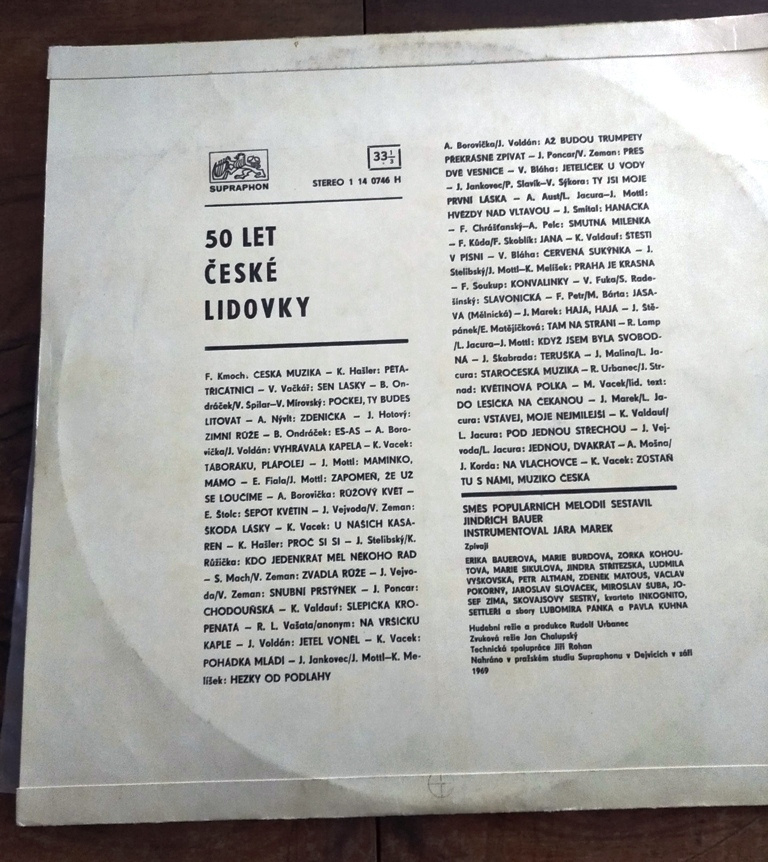 SUPRAPHON
33 1/3
STEREO 1 14 0746 H
50 LET
ČESKÉ
LIDOVKY
F. Kmoch. ČESKÁ MUZIKA – K. Hašler: PĚTA-
TŘICÁTNÍCI – V. Vačkář: SEN LÁSKY – B. On-
dráček/V. Špilar–V. Mírovský: POČKEJ, TY BUDEŠ
LITOVAT – A. Nývlt: ZDENIČKA – J. Hotový:
ZIMNÍ RŮŽE – B. Ondráček: ES-AS – A. Boro-
vička/J. Voldán: VYHRÁVALA KAPELA – K. Vacek:
TÁBORÁKU, PLÁPOLEJ – J. Mottl: MAMINKO,
MÁMO – E. Fiala/J. Mottl: ZAPOMEŇ, ŽE UŽ
SE LOUČÍME – A. Borovička: RŮŽOVÝ KVĚT –
E. Štolc: ŠEPOT KVĚTIN – J. Vejvoda/V. Zeman:
ŠKODA LÁSKY – K. Vacek: U NAŠICH KASÁ-
REN – K. Hašler: PROČ SI SI – J. Stelibský/K.
Růžička: KDO JEDENKRÁT MĚL NĚKOHO RÁD
– S. Mach/V. Zeman: ZVADLÁ RŮŽE – J. Vejvo-
da/V. Zeman: SNUBNÍ PRSTÝNEK – J. Poncar:
CHODOUŇSKÁ – K. Valdauf: SLEPIČKA KRO-
PENATÁ – R. L. Vašata/anonym: NA VRŠÍČKU
KAPLE – J. Voldán: JETEL VONĚL – K. Vacek:
POHÁDKA MLÁDÍ – J. Jankovec/J. Mottl–K. Me-
líšek: HEZKY OD PODLAHY
A. Borovička/J. Voldán: AŽ BUDOU TRUMPETY
PŘEKRÁSNĚ ZPÍVAT – J. Poncar/V. Zeman: PŘES
DVĚ VESNICE – V. Bláha: JETELÍČEK U VODY
– J. Jankovec/P. Slavík–V. Sýkora: TY JSI MOJE
PRVNÍ LÁSKA – A. Aust/L. Jacura–J. Mottl:
HVĚZDY NAD VLTAVOU – J. Smital: HANAČKA
– F. Chrášťanský–A. Pelc: SMUTNÁ MILENKA
– F. Kůda/F. Skoblík: JANA – K. Valdauf: ŠTĚSTÍ
V PÍSNI – V. Bláha: ČERVENÁ SUKÝNKA – J.
Stelibský/J. Mottl–K. Melíšek: PRAHA JE KRÁSNÁ
– F. Soukup: KONVALINKY – V. Fuka/S. Rade-
šínský: SLAVONICKÁ – F. Petr/M. Bárta: JÁSA-
VÁ (Mělnická) – J. Marek: HAJA, HAJA – J. Ště-
pánek/E. Matějíčková: TAM NA STRÁNI – R. Lamp
/L. Jacura–J. Mottl: KDYŽ JSEM BYLA SVOBOD-
NÁ – J. Škabrada: TERUŠKA – J. Malina/L. Ja-
cura: STAROČESKÁ MUZIKA – R. Urbanec/J. Str-
nad: KVĚTINOVÁ POLKA – M. Vacek/lid. text:
DO LESÍČKA NA ČEKANOU – J. Marek/L. Ja-
cura: VSTÁVEJ, MOJE NEJMILEJŠÍ – K. Valdauf/
L. Jacura: POD JEDNOU STŘECHOU – J. Vej-
voda/L. Jacura: JEDNOU, DVAKRÁT – A. Mošna/
J. Korda: NA VLACHOVCE – K. Vacek: ZŮSTAŇ
TU S NÁMI, MUZIKO ČESKÁ
SMĚS POPULÁRNÍCH MELODIÍ SESTAVIL
JINDŘICH BAUER
INSTRUMENTOVAL JÁRA MAREK
Zpívají
ERIKA BAUEROVÁ, MARIE BURDOVÁ, ZORKA KOHOU-
TOVÁ, MARIE SIKULOVÁ, JINDRA STŘÍTEZSKÁ, LUDMILA
VYŠKOVSKÁ, PETR ALTMAN, ZDENĚK MATOUŠ, VÁCLAV
POKORNÝ, JAROSLAV SLOVÁČEK, MIROSLAV ŠUBA, JO-
SEF ZÍMA, SKOVAJSOVY SESTRY, kvarteto INKOGNITO,
SETTLEŘI a sbory LUBOMÍRA PÁNKA a PAVLA KÜHNA
Hudební režie a produkce Rudolf Urbanec
Zvuková režie Jan Chalupský
Technická spolupráce Jiří Rohan
Nahráno v pražském studiu Supraphonu v Dejvicích v září
1969